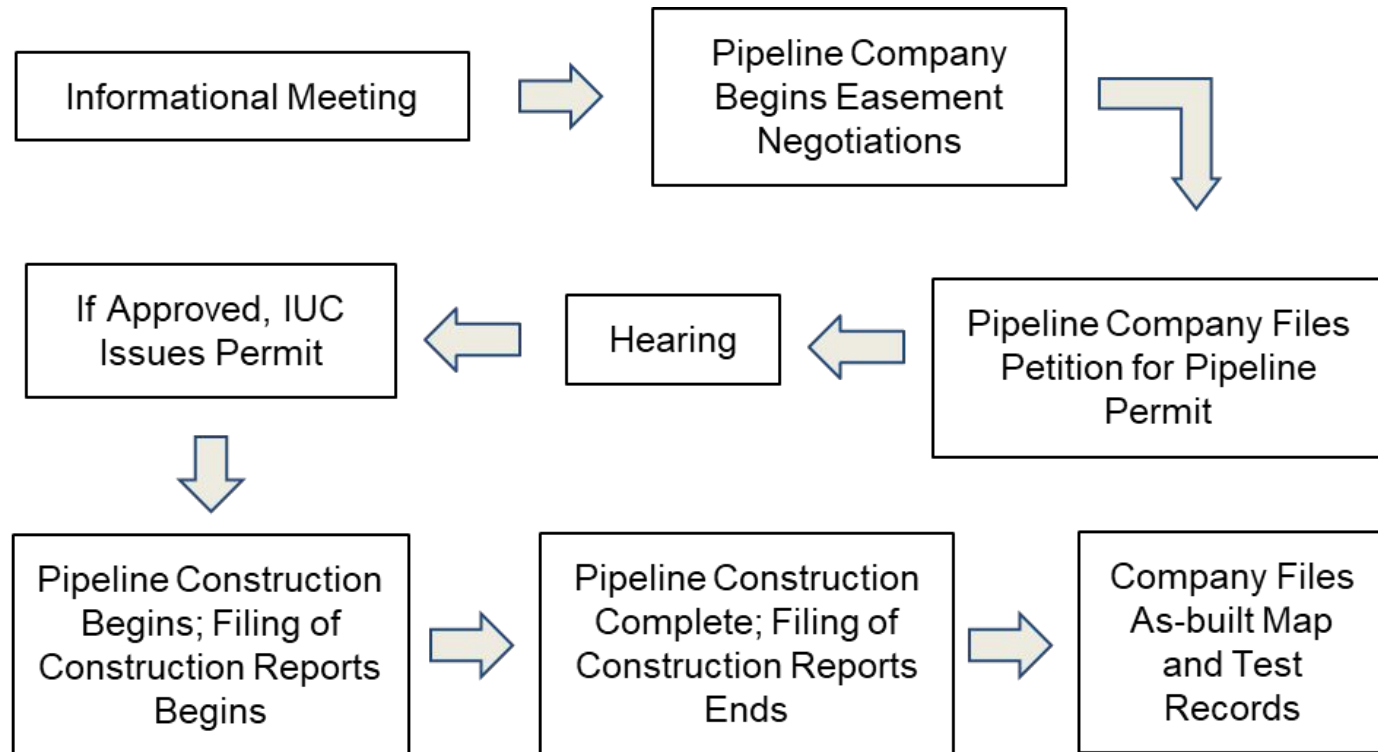 Informational Meeting
Pipeline Company
Begins Easement
Negotiations
Pipeline Company Files
Petition for Pipeline
Permit
Hearing
If Approved, IUC
Issues Permit
Pipeline Construction
Begins; Filing of
Construction Reports
Begins
Pipeline Construction
Complete; Filing of
Construction Reports
Ends
Company Files
As-built Map
and Test
Records